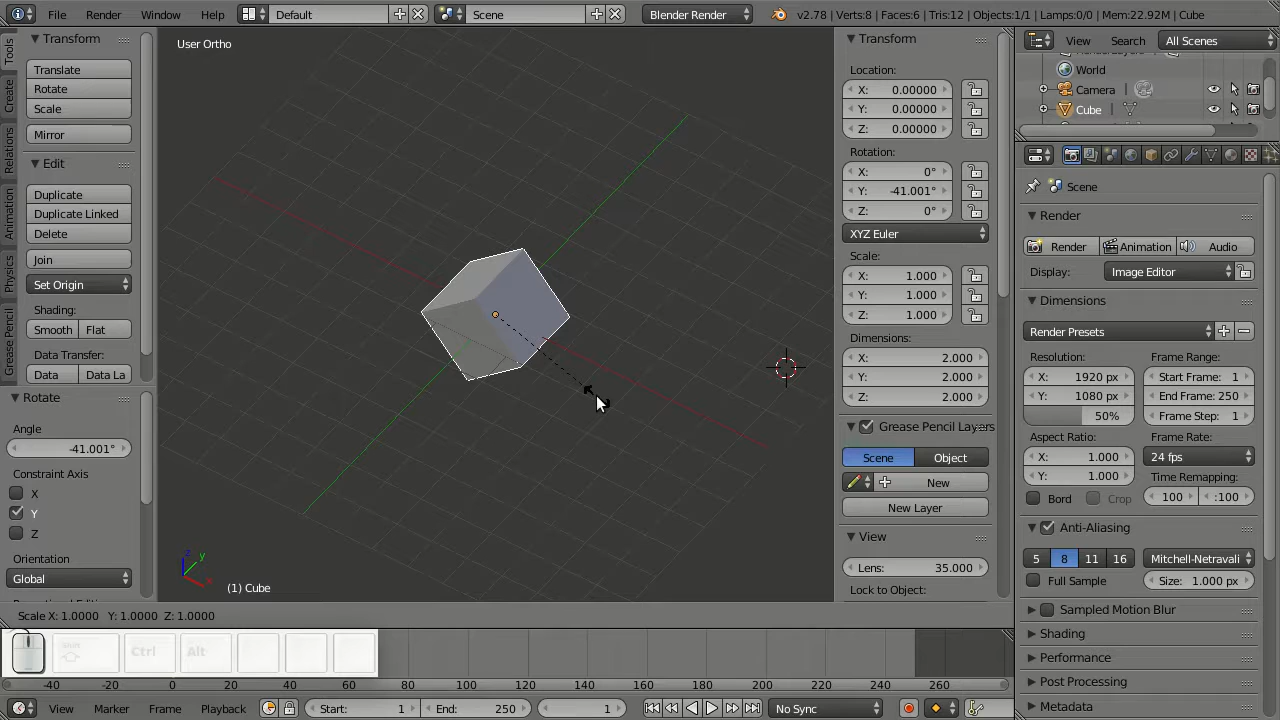 File Render Window Help Default Scene Blender Render v2.78 | Verts:8 | Faces:6 | Tris:12 | Objects:1/1 | Lamps:0/0 | Mem:22.92M | Cube
Tools
Create
Relations
Animation
Physics
Grease Pencil
Transform
Translate
Rotate
Scale
Mirror
Edit
Duplicate
Duplicate Linked
Delete
Join
Set Origin
Shading:
Smooth Flat
Data Transfer:
Data Data La
Rotate
Angle
-41.001°
Constraint Axis
X
Y
Z
Orientation
Global
User Ortho
z
y
x
(1) Cube
Scale X: 1.0000 Y: 1.0000 Z: 1.0000
Transform
Location:
X: 0.00000
Y: 0.00000
Z: 0.00000
Rotation:
X: 0°
Y: -41.001°
Z: 0°
XYZ Euler
Scale:
X: 1.000
Y: 1.000
Z: 1.000
Dimensions:
X: 2.000
Y: 2.000
Z: 2.000
Grease Pencil Layers
Scene Object
New
New Layer
View
Lens: 35.000
Lock to Object:
View Search All Scenes
World
Camera
Cube
Scene
Render
Render Animation Audio
Display: Image Editor
Dimensions
Render Presets
Resolution: Frame Range:
X: 1920 px Start Frame: 1
Y: 1080 px End Frame: 250
50% Frame Step: 1
Aspect Ratio: Frame Rate:
X: 1.000 24 fps
Y: 1.000 Time Remapping:
Bord Crop 100 :100
Anti-Aliasing
5 8 11 16 Mitchell-Netravali
Full Sample Size: 1.000 px
Sampled Motion Blur
Shading
Performance
Post Processing
Metadata
shift Ctrl Alt
-40 -20 0 20 40 60 80 100 120 140 160 180 200 220 240 260
View Marker Frame Playback Start: 1 End: 250 1 No Sync